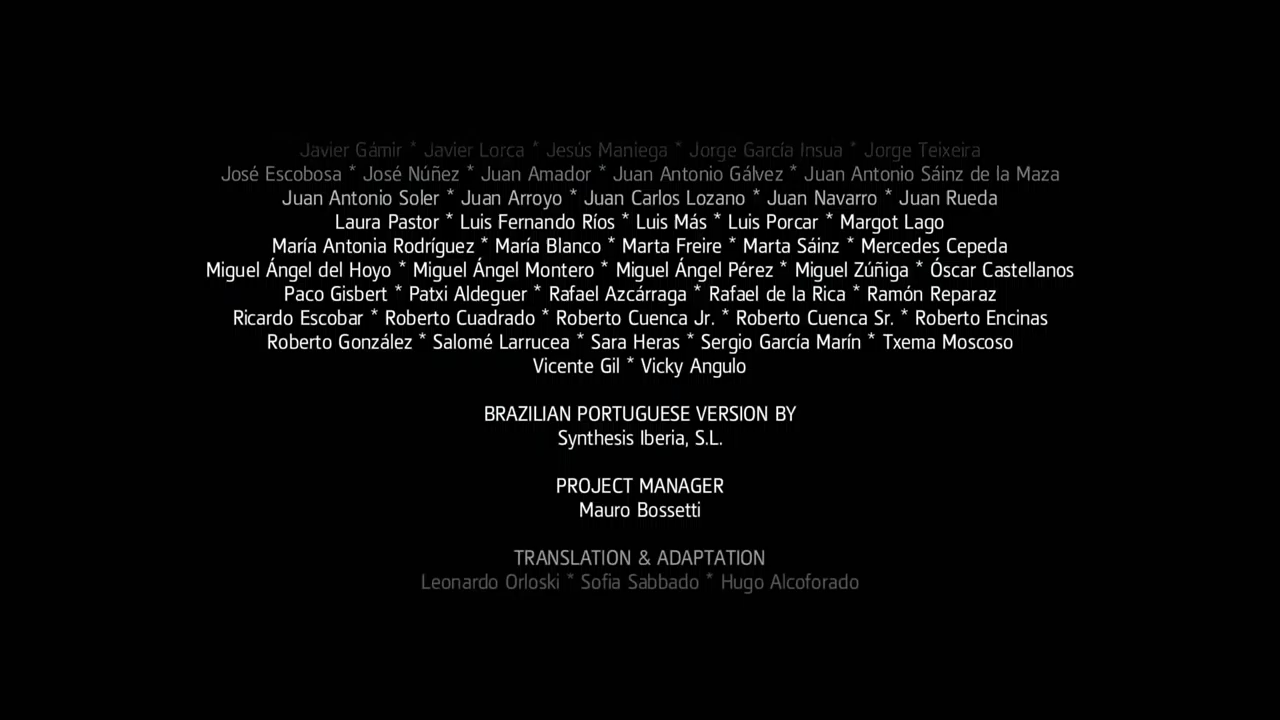 Javier Gámir * Javier Lorca * Jesús Maniega * Jorge García Insua * Jorge Teixeira
José Escobosa * José Núñez * Juan Amador * Juan Antonio Gálvez * Juan Antonio Sáinz de la Maza
Juan Antonio Soler * Juan Arroyo * Juan Carlos Lozano * Juan Navarro * Juan Rueda
Laura Pastor * Luis Fernando Ríos * Luis Más * Luis Porcar * Margot Lago
María Antonia Rodríguez * María Blanco * Marta Freire * Marta Sáinz * Mercedes Cepeda
Miguel Ángel del Hoyo * Miguel Ángel Montero * Miguel Ángel Pérez * Miguel Zúñiga * Óscar Castellanos
Paco Gisbert * Patxi Aldeguer * Rafael Azcárraga * Rafael de la Rica * Ramón Reparaz
Ricardo Escobar * Roberto Cuadrado * Roberto Cuenca Jr. * Roberto Cuenca Sr. * Roberto Encinas
Roberto González * Salomé Larrucea * Sara Heras * Sergio García Marín * Txema Moscoso
Vicente Gil * Vicky Angulo
BRAZILIAN PORTUGUESE VERSION BY
Synthesis Iberia, S.L.
PROJECT MANAGER
Mauro Bossetti
TRANSLATION & ADAPTATION
Leonardo Orloski * Sofia Sabbado * Hugo Alcoforado